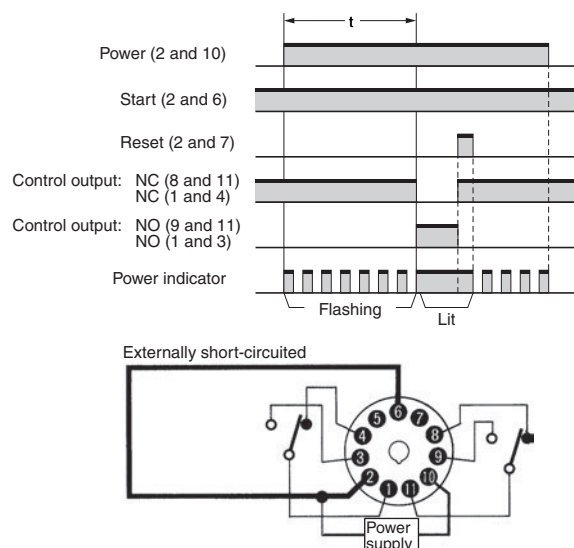 t
Power (2 and 10)
Start (2 and 6)
Reset (2 and 7)
Control output: NC (8 and 11)
NC (1 and 4)
Control output: NO (9 and 11)
NO (1 and 3)
Power indicator
Flashing
Lit
Externally short-circuited
6
5 7
4 8
3 9
2 10
1 11
Power
supply